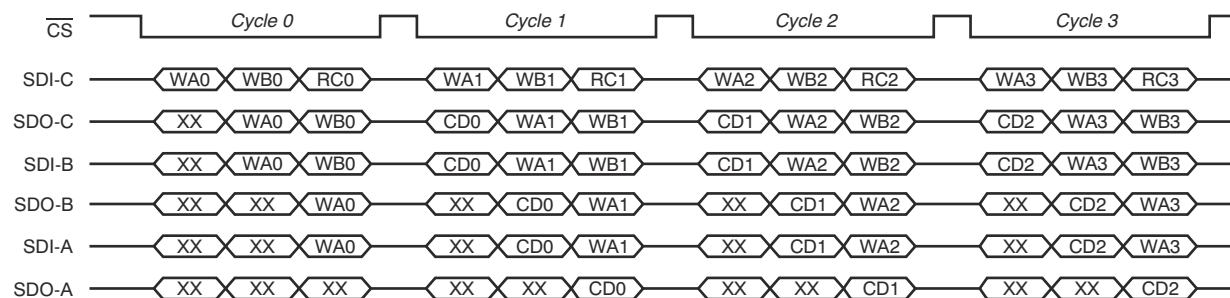 CS Cycle 0 Cycle 1 Cycle 2 Cycle 3
SDI-C WA0 WB0 RC0 WA1 WB1 RC1 WA2 WB2 RC2 WA3 WB3 RC3
SDO-C XX WA0 WB0 CD0 WA1 WB1 CD1 WA2 WB2 CD2 WA3 WB3
SDI-B XX WA0 WB0 CD0 WA1 WB1 CD1 WA2 WB2 CD2 WA3 WB3
SDO-B XX XX WA0 XX CD0 WA1 XX CD1 WA2 XX CD2 WA3
SDI-A XX XX WA0 XX CD0 WA1 XX CD1 WA2 XX CD2 WA3
SDO-A XX XX XX XX XX CD0 XX XX CD1 XX XX CD2